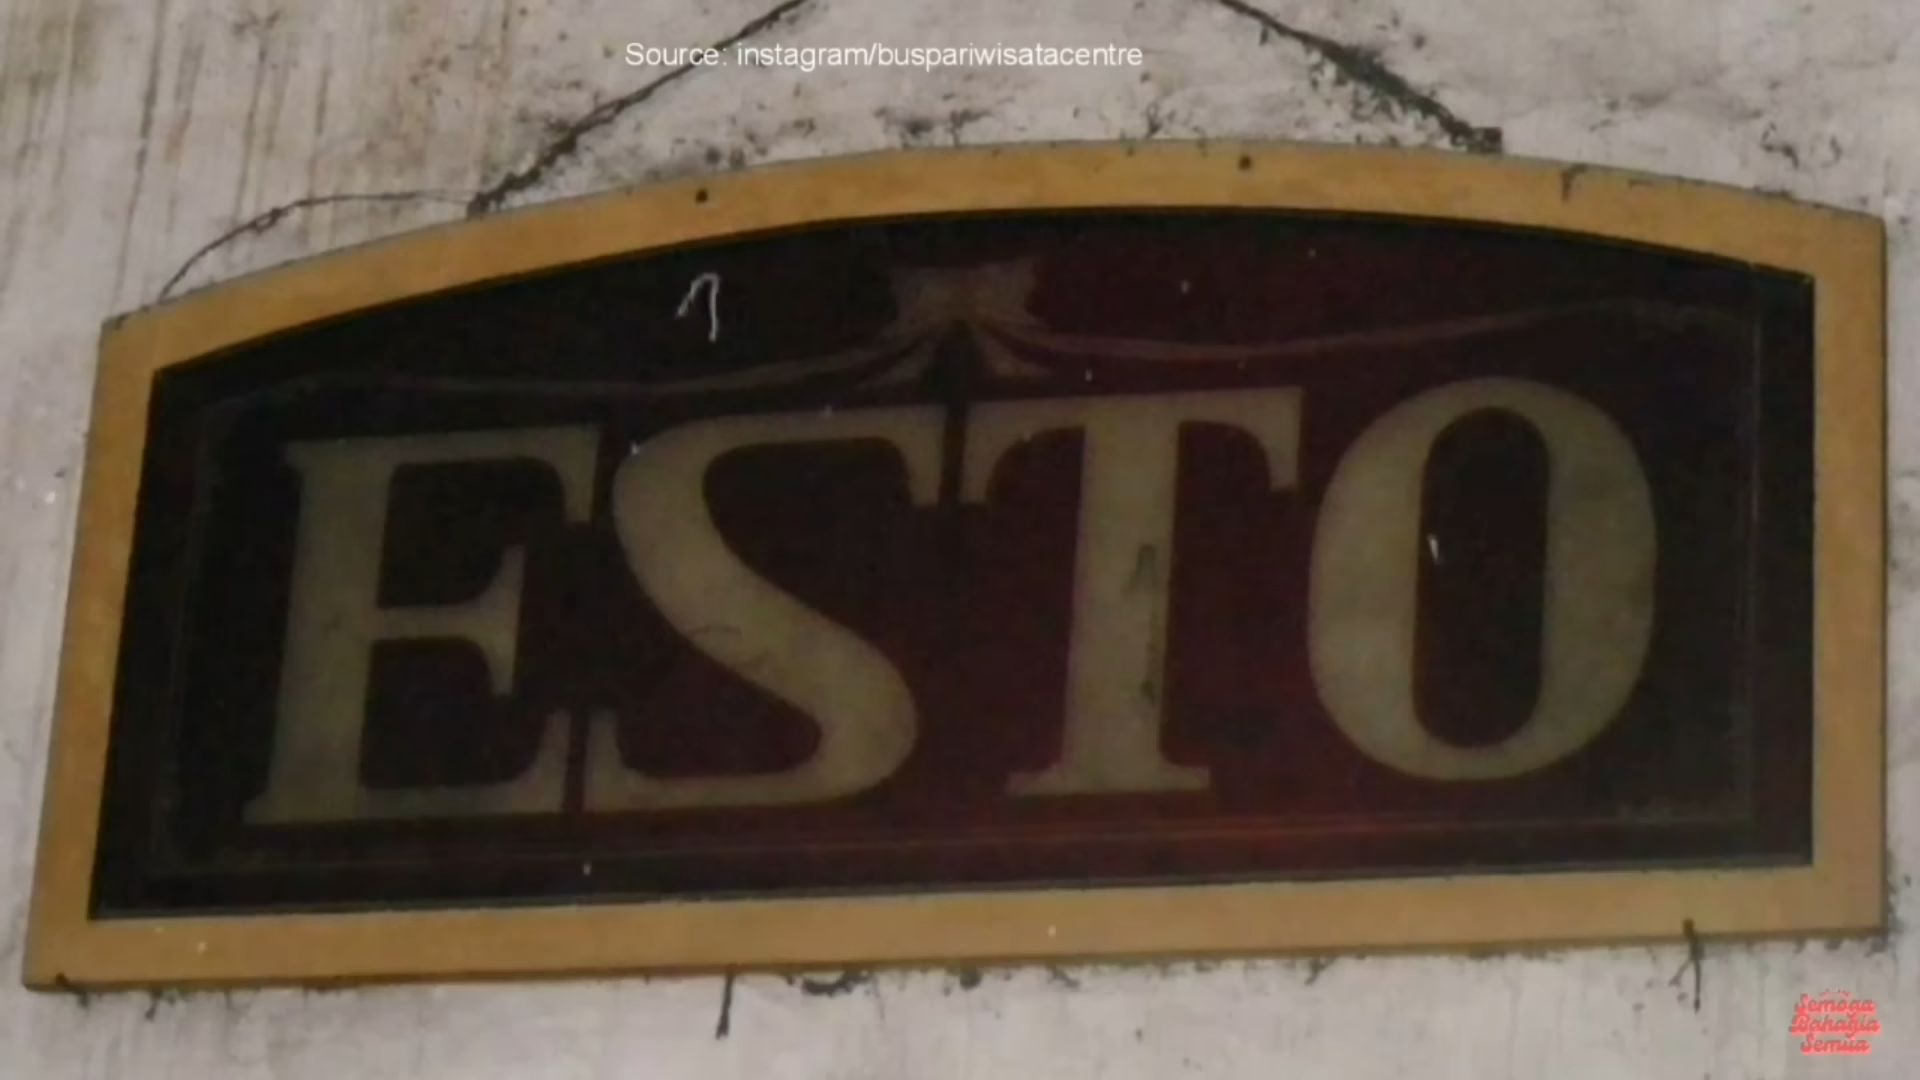 Source: instagram/buspariwisatacentre
ESTO
Semoga
Bahagia
Semua